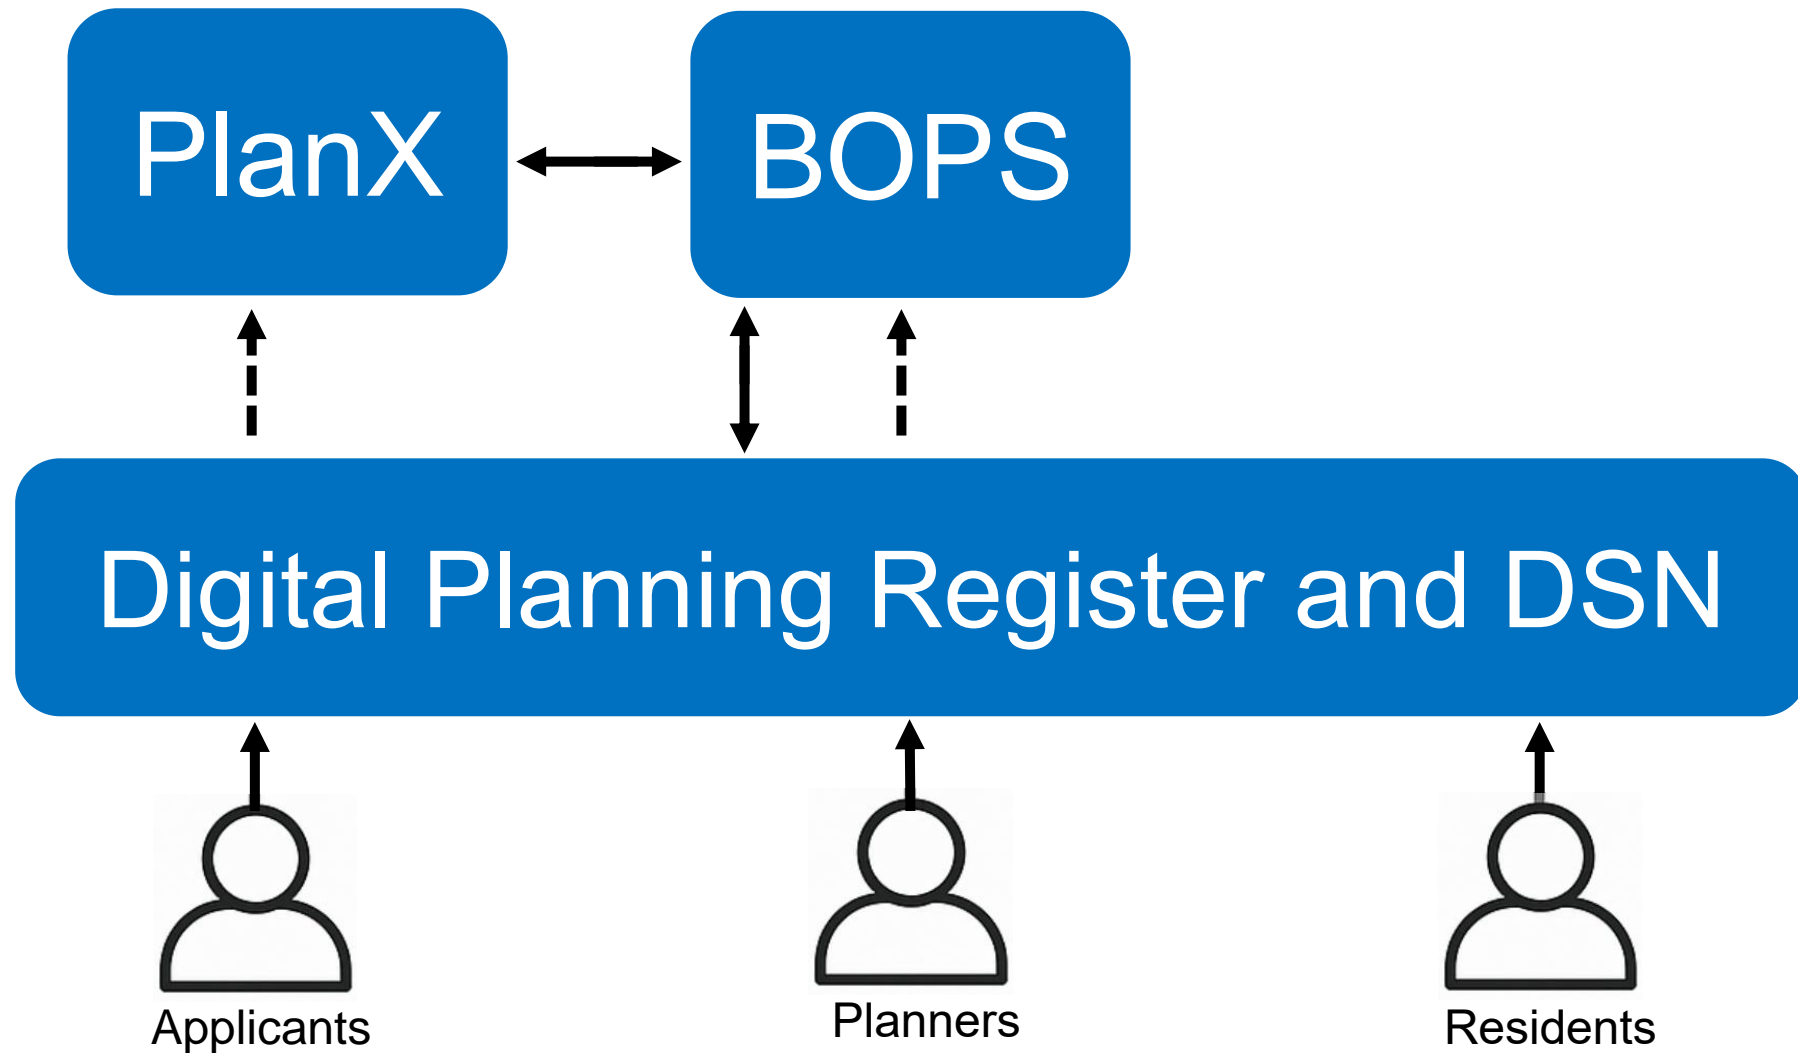 PlanX
BOPS
Digital Planning Register and DSN
Applicants
Planners
Residents